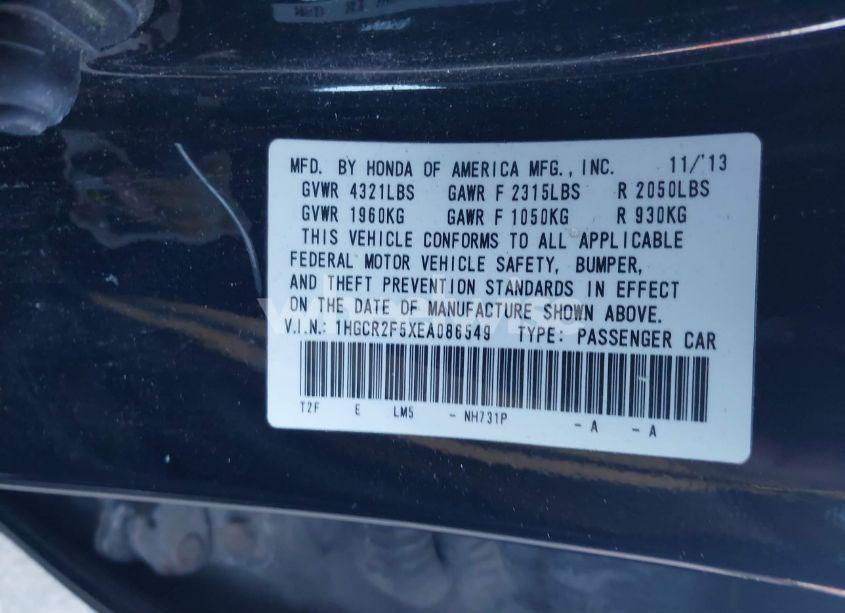 MFD. BY HONDA OF AMERICA MFG., INC. 11/'13
GVWR 4321LBS GAWR F 2315LBS R 2050LBS
GVWR 1960KG GAWR F 1050KG R 930KG
THIS VEHICLE CONFORMS TO ALL APPLICABLE
FEDERAL MOTOR VEHICLE SAFETY, BUMPER,
AND THEFT PREVENTION STANDARDS IN EFFECT
ON THE DATE OF MANUFACTURE SHOWN ABOVE.
V.I.N.: 1HGCR2F5XEA086549 TYPE: PASSENGER CAR
T2F E LM5 - NH731P - A - A